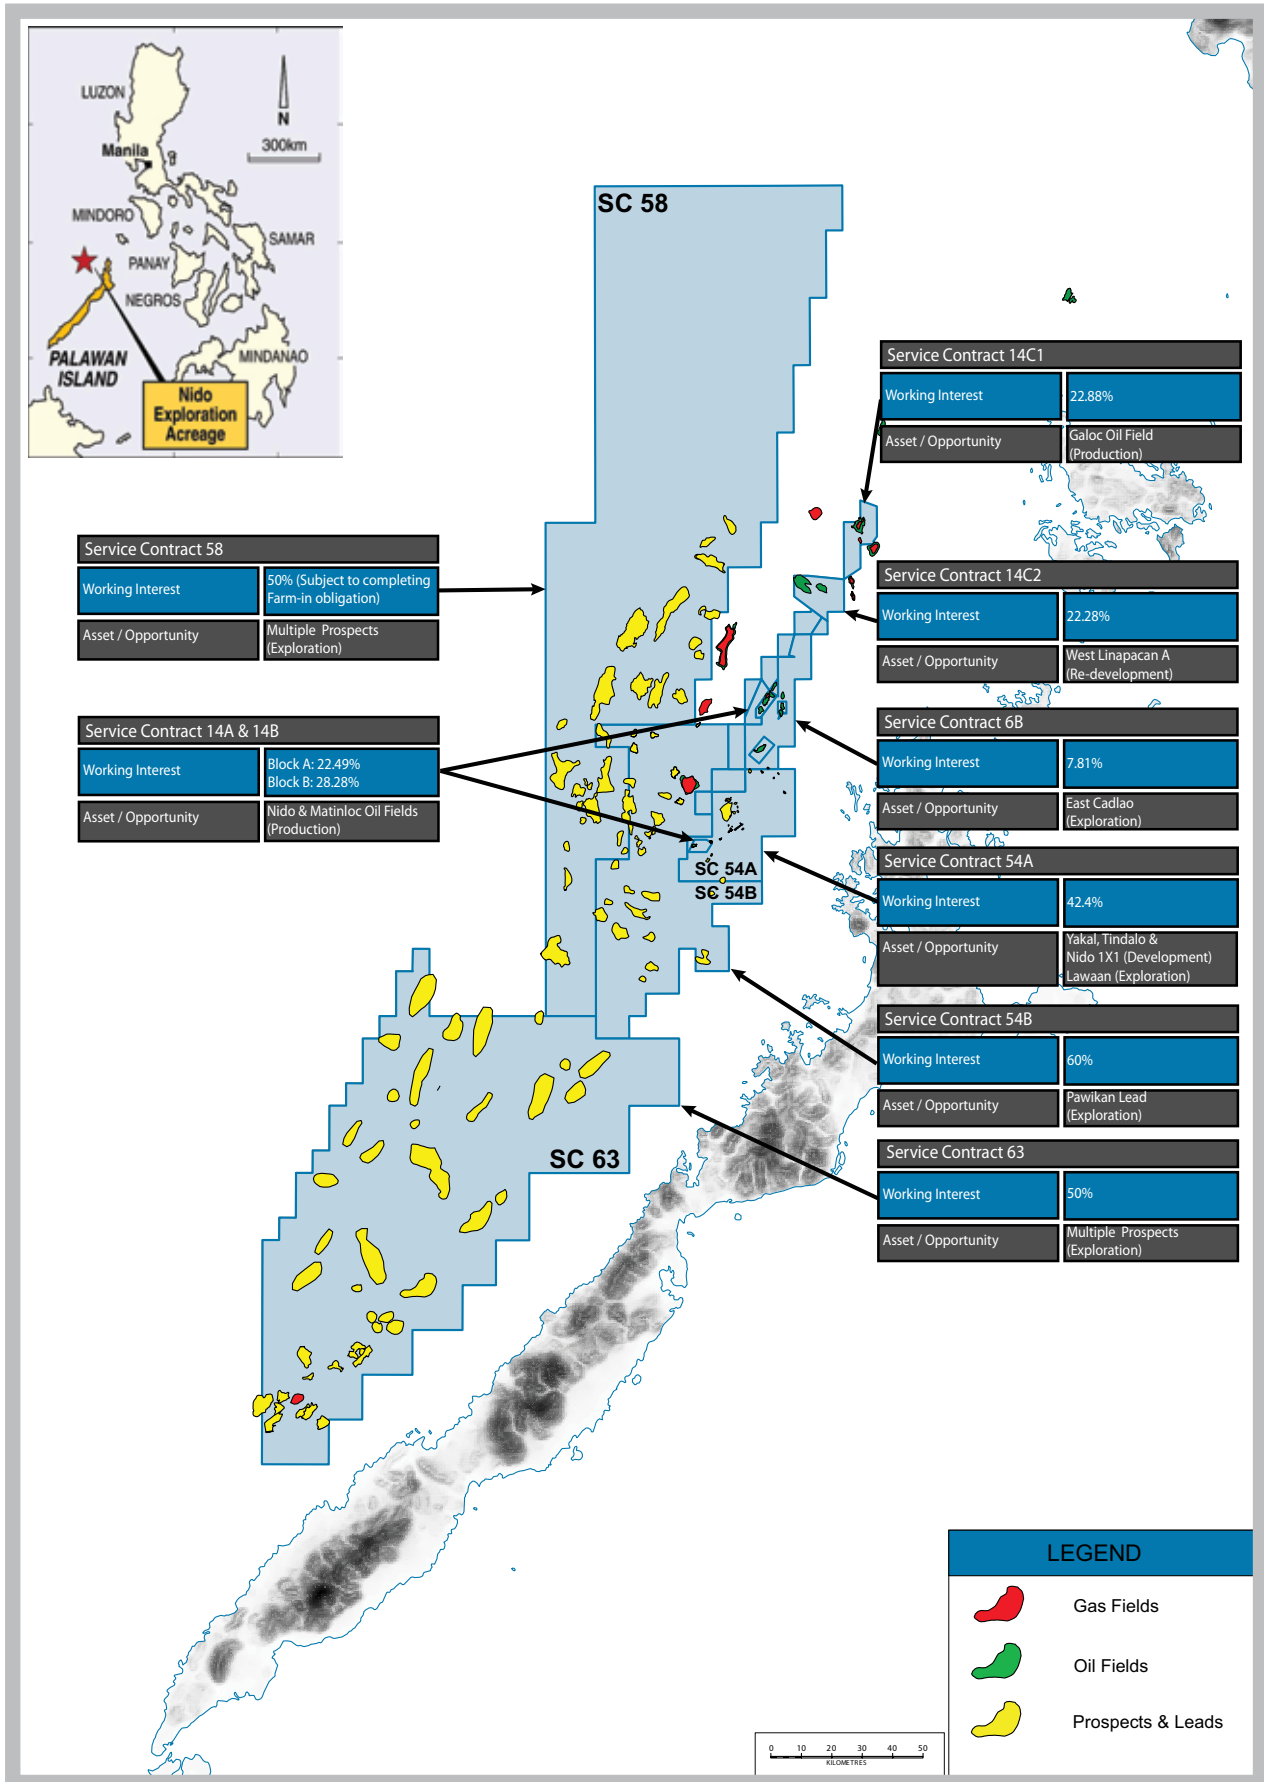 LUZON
N
300km
Manila
MINDORO
SAMAR
PANAY
NEGROS
MINDANAO
PALAWAN
ISLAND
Nido
Exploration
Acreage
SC 58
Service Contract 14C1
Working Interest
22.88%
Asset / Opportunity
Galoc Oil Field
(Production)
Service Contract 58
Working Interest
50% (Subject to completing
Farm-in obligation)
Asset / Opportunity
Multiple Prospects
(Exploration)
Service Contract 14C2
Working Interest
22.28%
Asset / Opportunity
West Linapacan A
(Re-development)
Service Contract 14A & 14B
Working Interest
Block A: 22.49%
Block B: 28.28%
Asset / Opportunity
Nido & Matinloc Oil Fields
(Production)
Service Contract 6B
Working Interest
7.81%
Asset / Opportunity
East Cadlao
(Exploration)
SC 54A
SC 54B
Service Contract 54A
Working Interest
42.4%
Asset / Opportunity
Yakal, Tindalo &
Nido 1X1 (Development)
Lawaan (Exploration)
Service Contract 54B
Working Interest
60%
Asset / Opportunity
Pawikan Lead
(Exploration)
SC 63
Service Contract 63
Working Interest
50%
Asset / Opportunity
Multiple Prospects
(Exploration)
LEGEND
Gas Fields
Oil Fields
Prospects & Leads
0 10 20 30 40 50
KILOMETRES